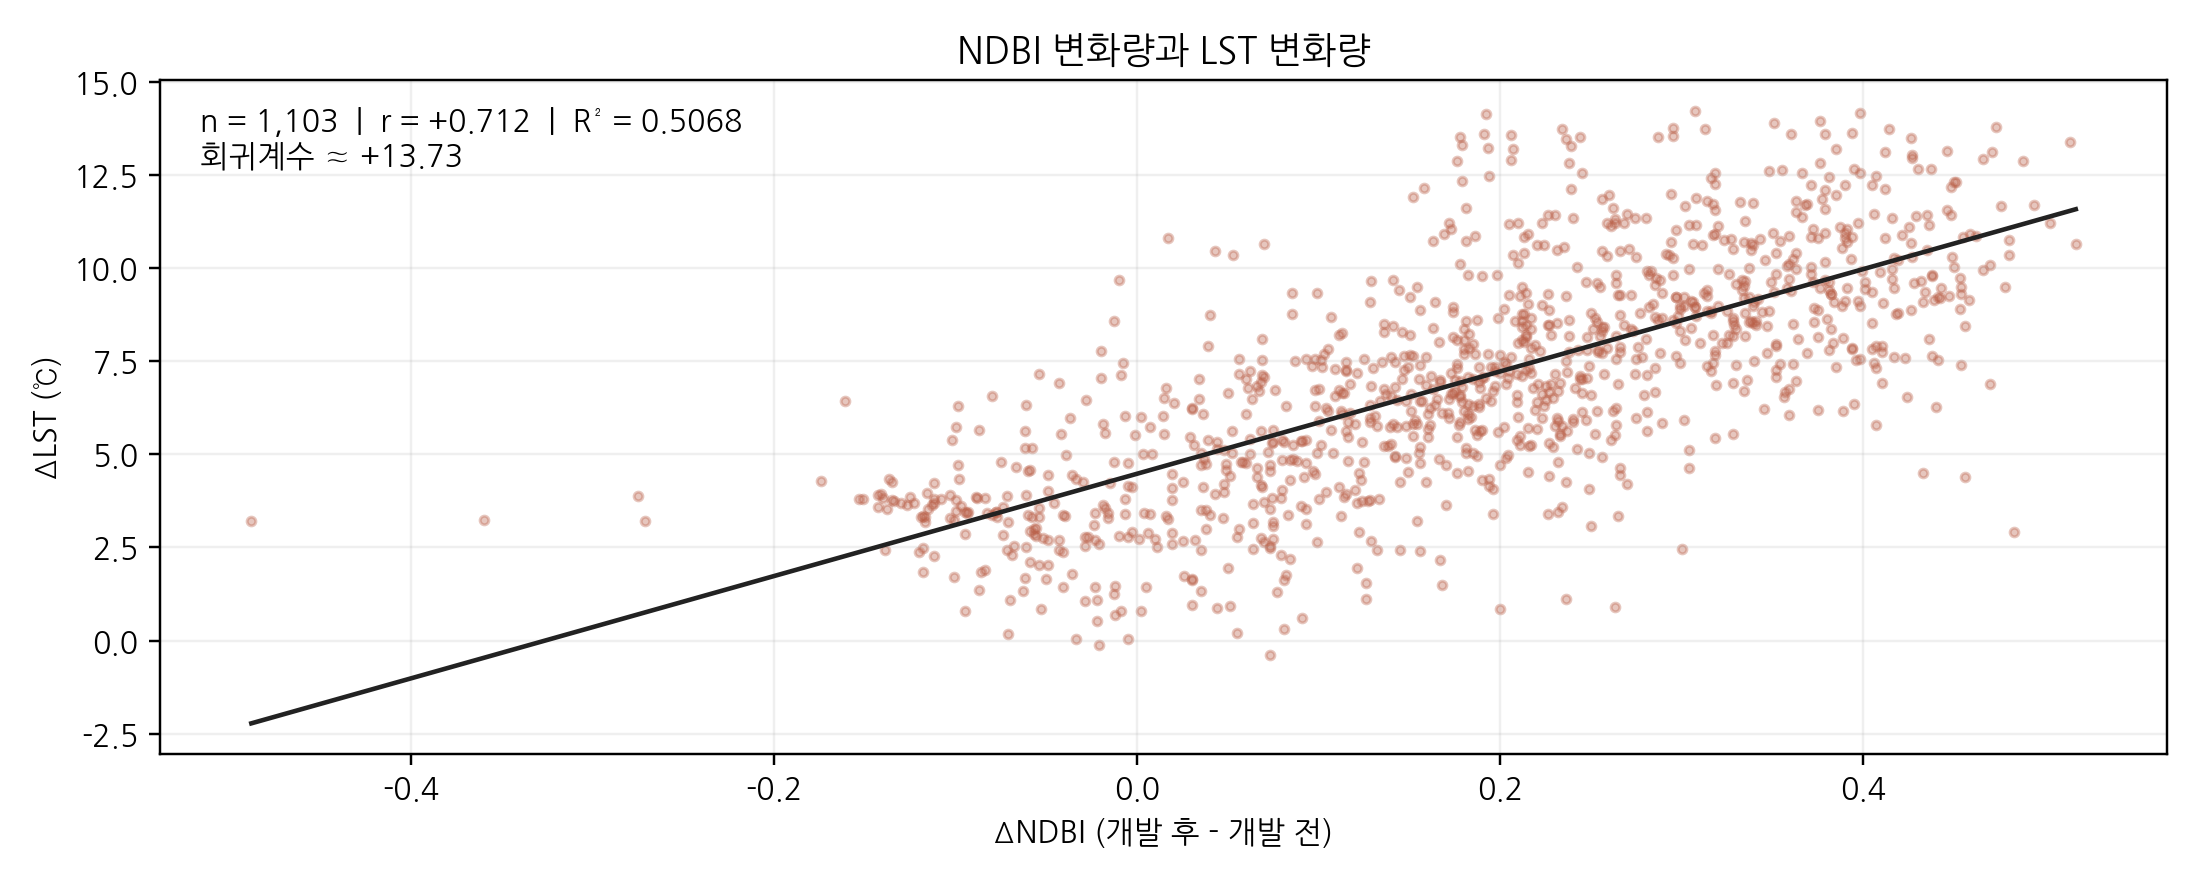 NDBI 변화량과 LST 변화량
n = 1,103 | r = +0.712 | R² = 0.5068
회귀계수 ≈ +13.73
15.0
12.5
10.0
7.5
5.0
2.5
0.0
-2.5
ΔLST (℃)
-0.4 -0.2 0.0 0.2 0.4
ΔNDBI (개발 후 - 개발 전)